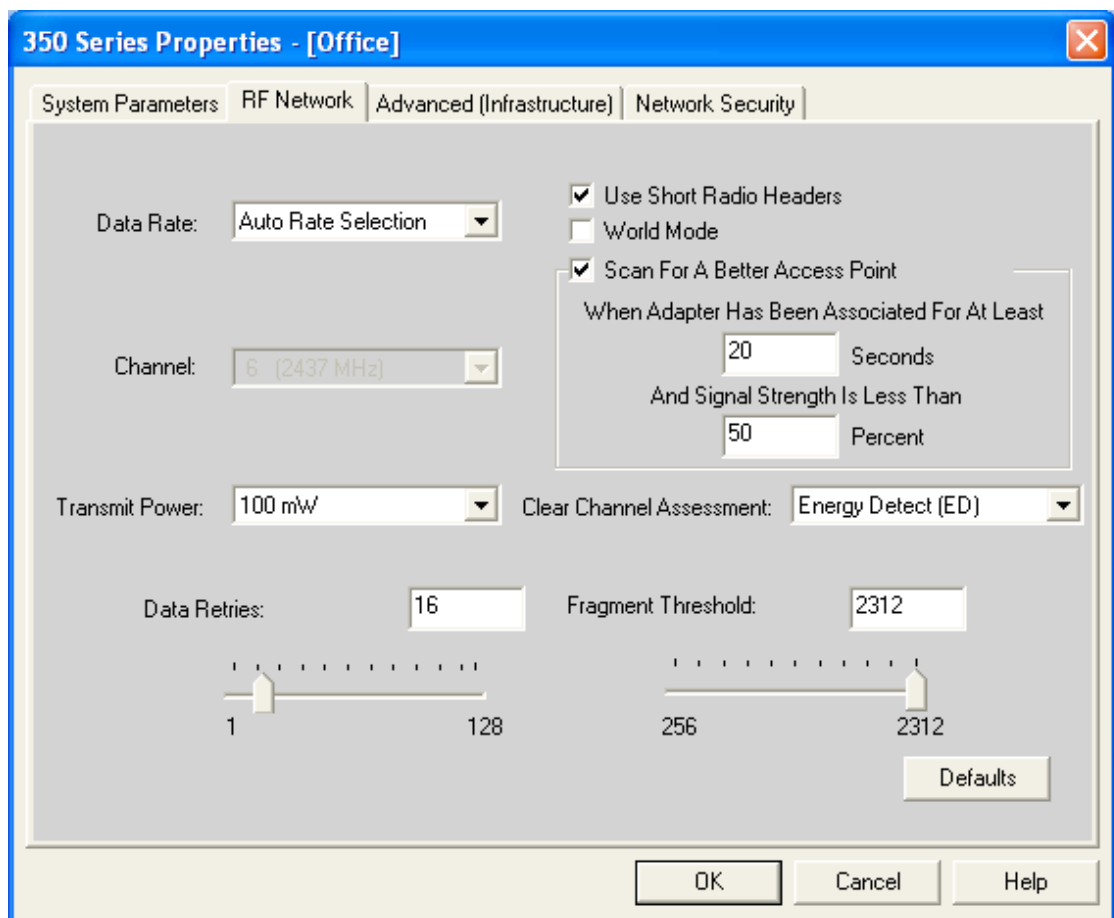 350 Series Properties - [Office]
System Parameters RF Network Advanced (Infrastructure) Network Security
Data Rate: Auto Rate Selection
Use Short Radio Headers
World Mode
Scan For A Better Access Point
When Adapter Has Been Associated For At Least
20 Seconds
And Signal Strength Is Less Than
50 Percent
Channel: 6 (2437 MHz)
Transmit Power: 100 mW
Clear Channel Assessment: Energy Detect (ED)
Data Retries: 16
1 128
Fragment Threshold: 2312
256 2312
Defaults
OK Cancel Help